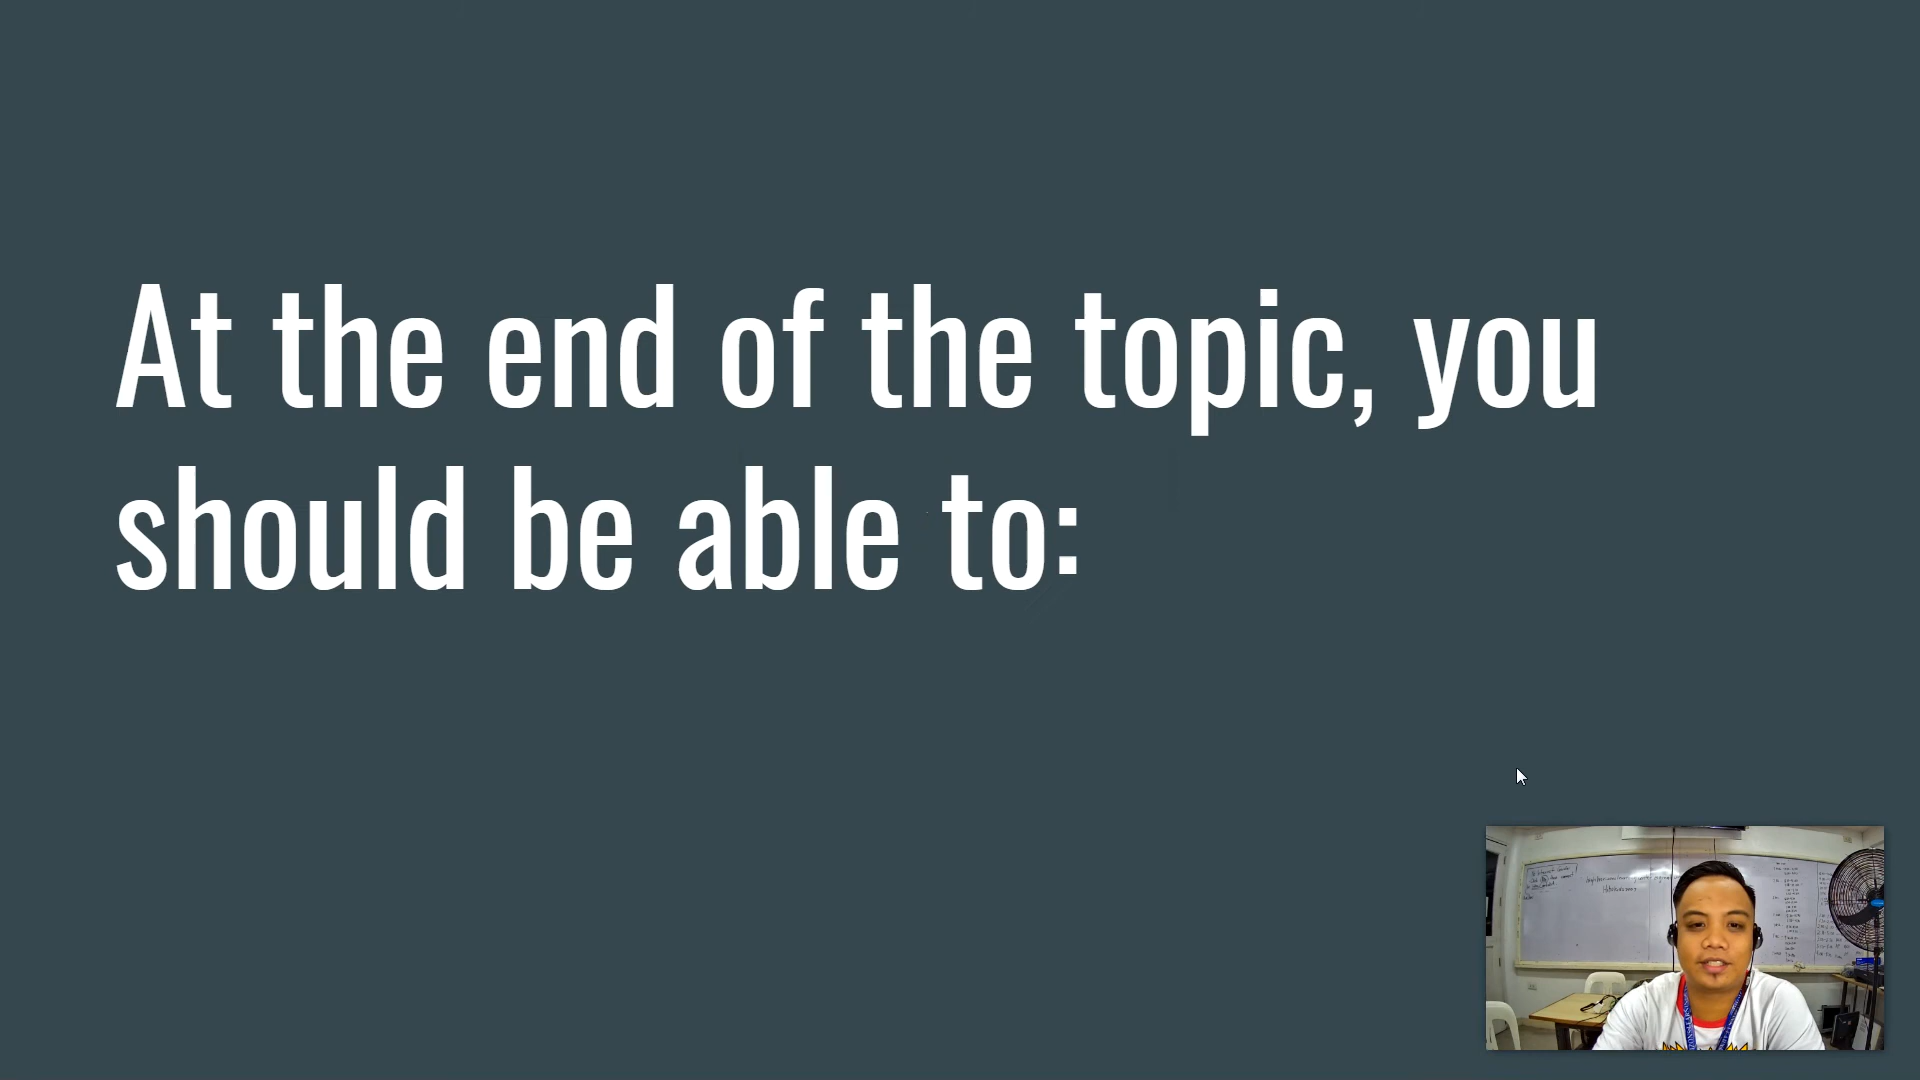 At the end of the topic, you
should be able to: